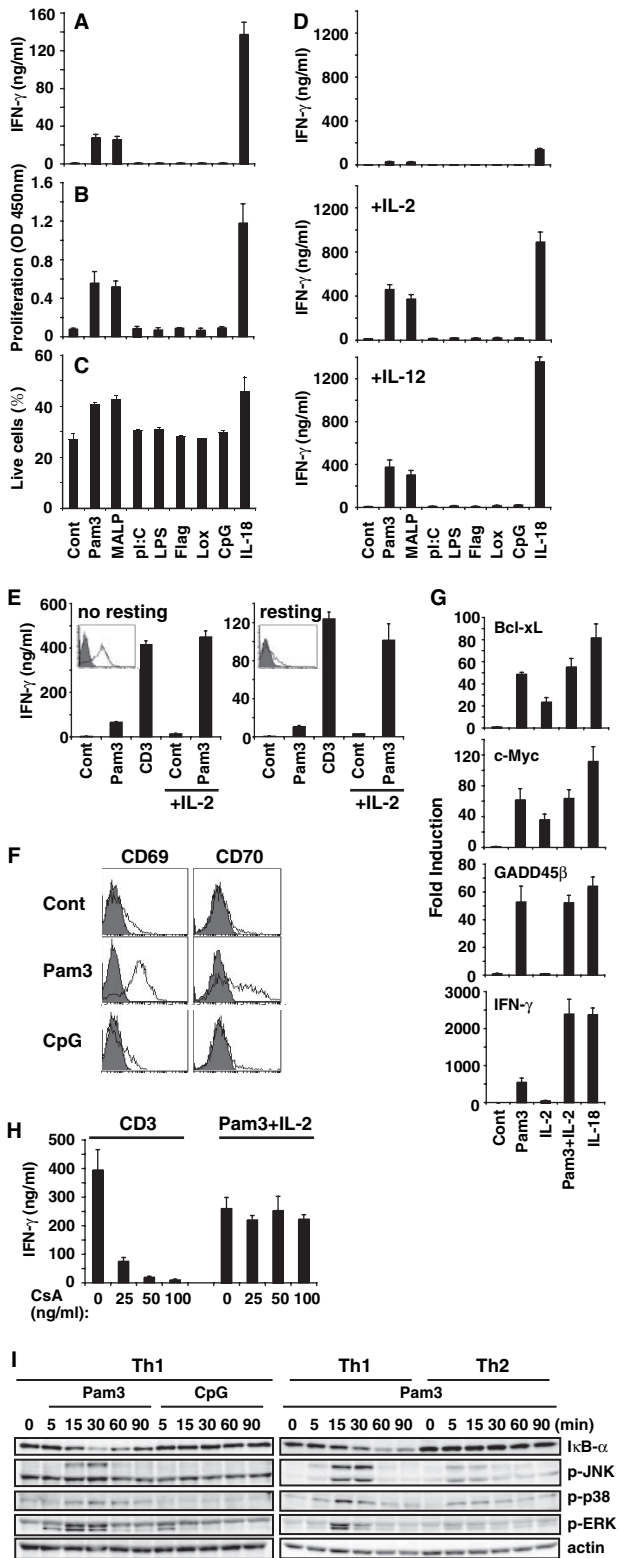 A
IFN-γ (ng/ml)
160
120
80
40
0
B
Proliferation (OD 450nm)
1.6
1.2
0.8
0.4
0
C
Live cells (%)
60
40
20
0
Cont
Pam3
MALP
pI:C
LPS
Flag
Lox
CpG
IL-18
D
IFN-γ (ng/ml)
1200
800
400
0
+IL-2
IFN-γ (ng/ml)
1200
800
400
0
+IL-12
IFN-γ (ng/ml)
1200
800
400
0
Cont
Pam3
MALP
pI:C
LPS
Flag
Lox
CpG
IL-18
E
IFN-γ (ng/ml)
600
400
200
0
no resting
Cont
Pam3
CD3
Cont
Pam3
+IL-2
120
80
40
0
resting
Cont
Pam3
CD3
Cont
Pam3
+IL-2
F
CD69 CD70
Cont
Pam3
CpG
G
Fold Induction
Bcl-xL
100
80
60
40
20
0
c-Myc
120
80
40
0
GADD45β
80
60
40
20
0
IFN-γ
3000
2000
1000
0
Cont
Pam3
IL-2
Pam3+IL-2
IL-18
H
CD3 Pam3+IL-2
IFN-γ (ng/ml)
500
400
300
200
100
0
CsA
(ng/ml):
0 25 50 100 0 25 50 100
I
Th1 Th1 Th2
Pam3 CpG Pam3
0 5 15 30 60 90 5 15 30 60 90 0 5 15 30 60 90 0 5 15 30 60 90 (min)
IκB-α
p-JNK
p-p38
p-ERK
actin